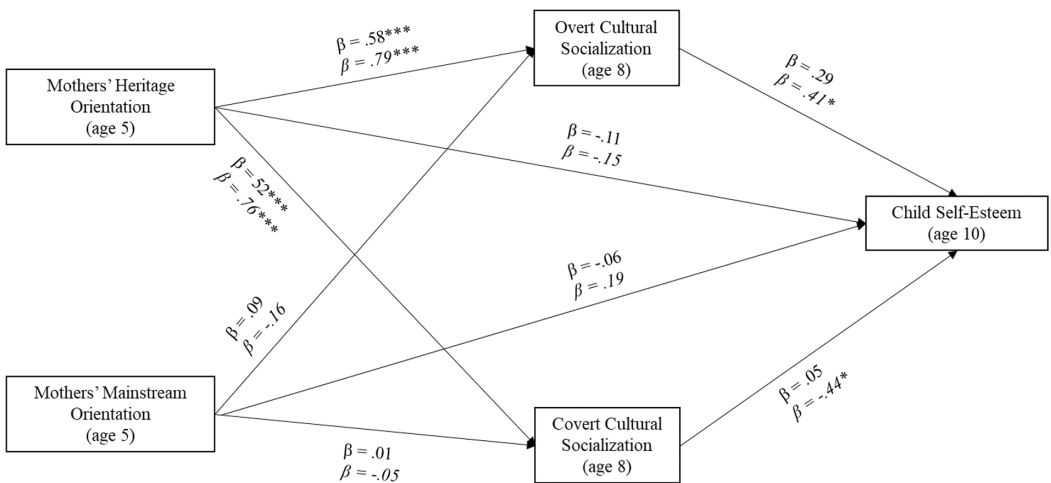 Overt Cultural
Socialization
(age 8)
β = .58***
β = .79***
Mothers' Heritage
Orientation
(age 5)
β = .29
β = .41*
β = -.11
β = -.15
β = .52***
β = .76***
Child Self-Esteem
(age 10)
β = -.06
β = .19
β = .09
β = -.16
Mothers' Mainstream
Orientation
(age 5)
β = .05
β = -.44*
Covert Cultural
Socialization
(age 8)
β = .01
β = -.05